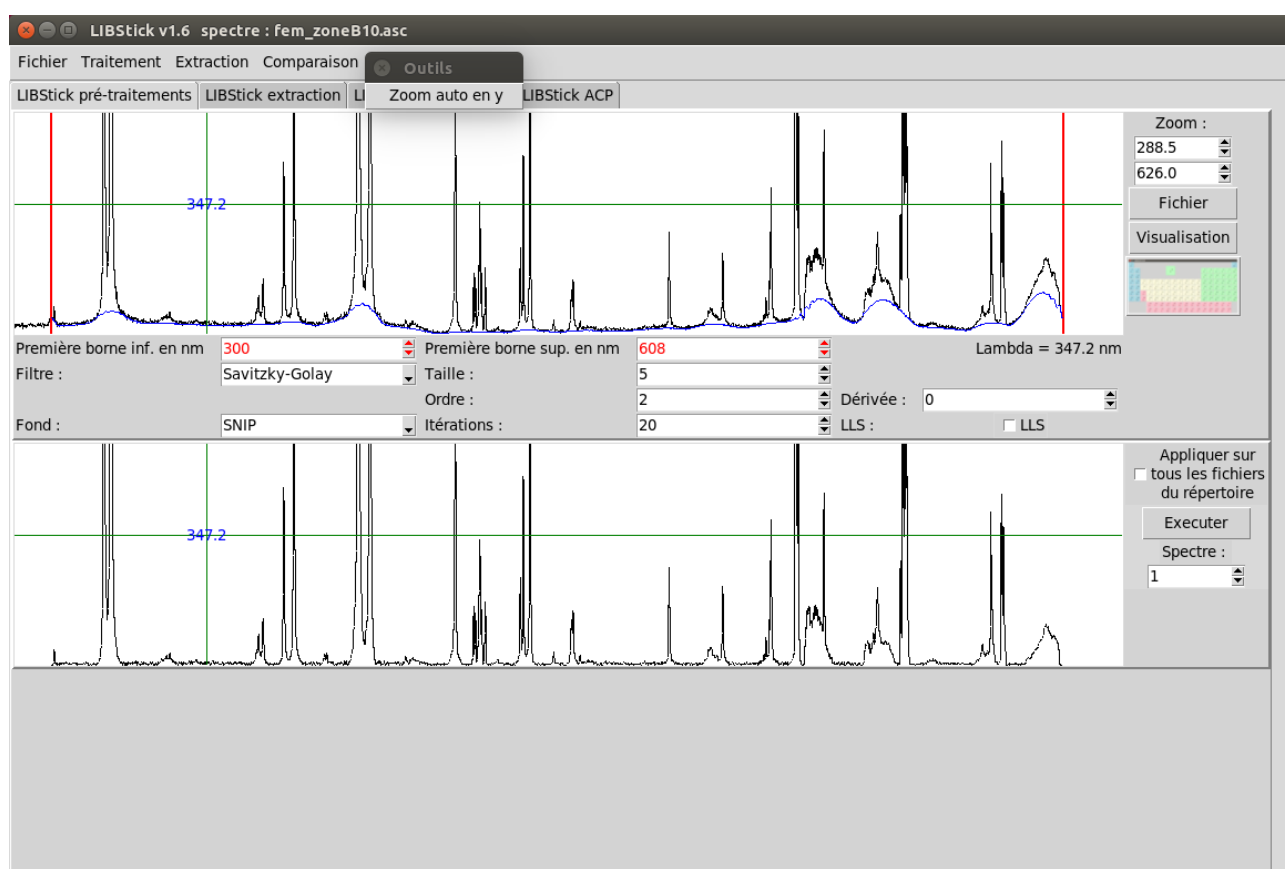 LIBStick v1.6 spectre : fem_zoneB10.asc
Fichier Traitement Extraction Comparaison
Outils
Zoom auto en y
LIBStick pré-traitements LIBStick extraction LIBStick ACP
347.2
Zoom :
288.5
626.0
Fichier
Visualisation
Première borne inf. en nm 300 Première borne sup. en nm 608 Lambda = 347.2 nm
Filtre : Savitzky-Golay Taille : 5
Ordre : 2 Dérivée : 0
Fond : SNIP Itérations : 20 LLS : LLS
347.2
Appliquer sur
tous les fichiers
du répertoire
Executer
Spectre :
1